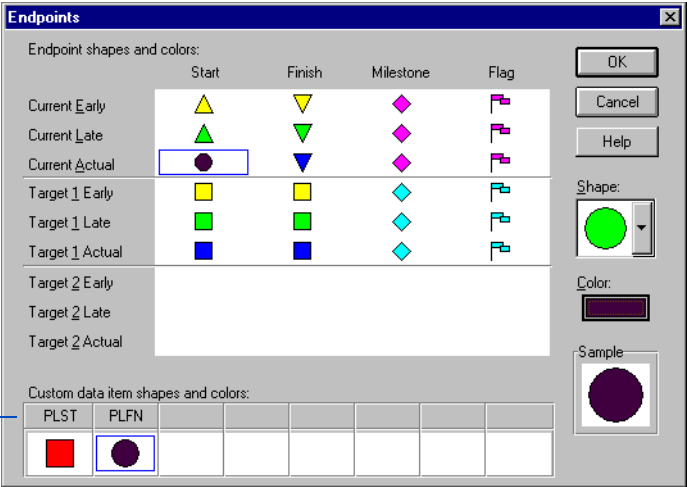 Endpoints
Endpoint shapes and colors:
Start Finish Milestone Flag
Current Early
Current Late
Current Actual
Target 1 Early
Target 1 Late
Target 1 Actual
Target 2 Early
Target 2 Late
Target 2 Actual
Custom data item shapes and colors:
PLST PLFN
OK
Cancel
Help
Shape:
Color:
Sample